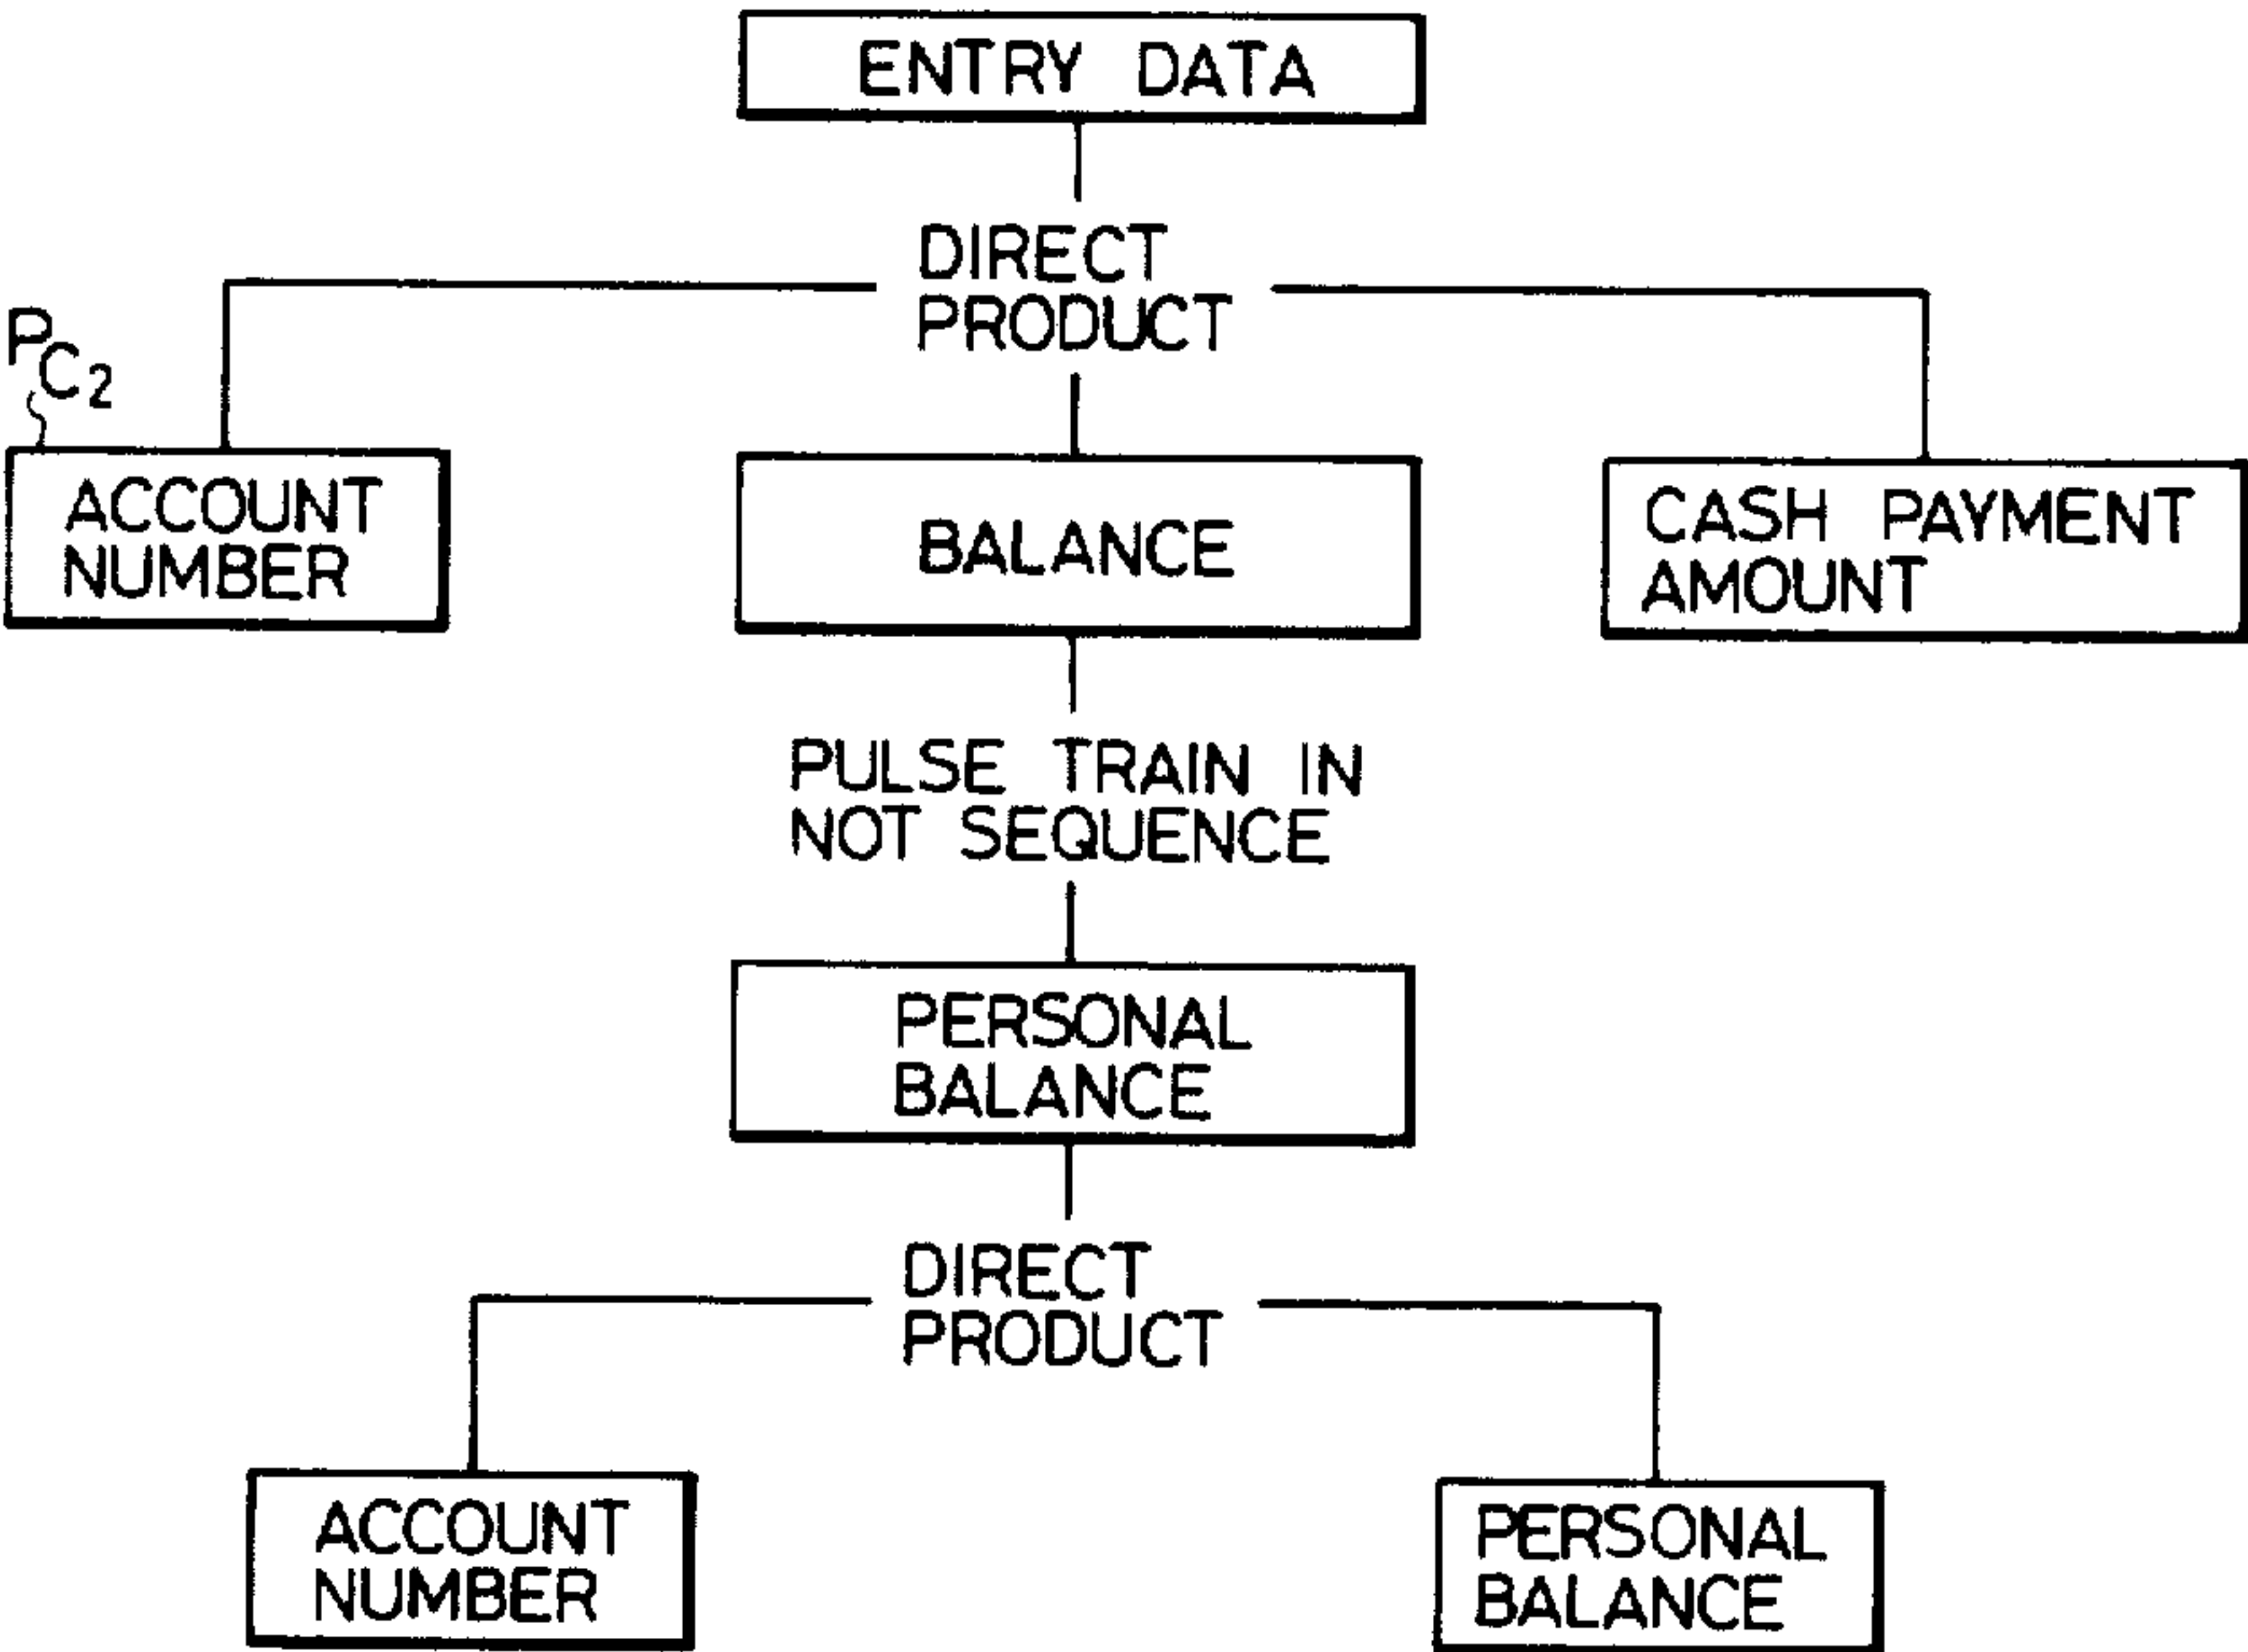 ENTRY DATA
DIRECT
PRODUCT
PC2
ACCOUNT
NUMBER
BALANCE
CASH PAYMENT
AMOUNT
PULSE TRAIN IN
NOT SEQUENCE
PERSONAL
BALANCE
DIRECT
PRODUCT
ACCOUNT
NUMBER
PERSONAL
BALANCE